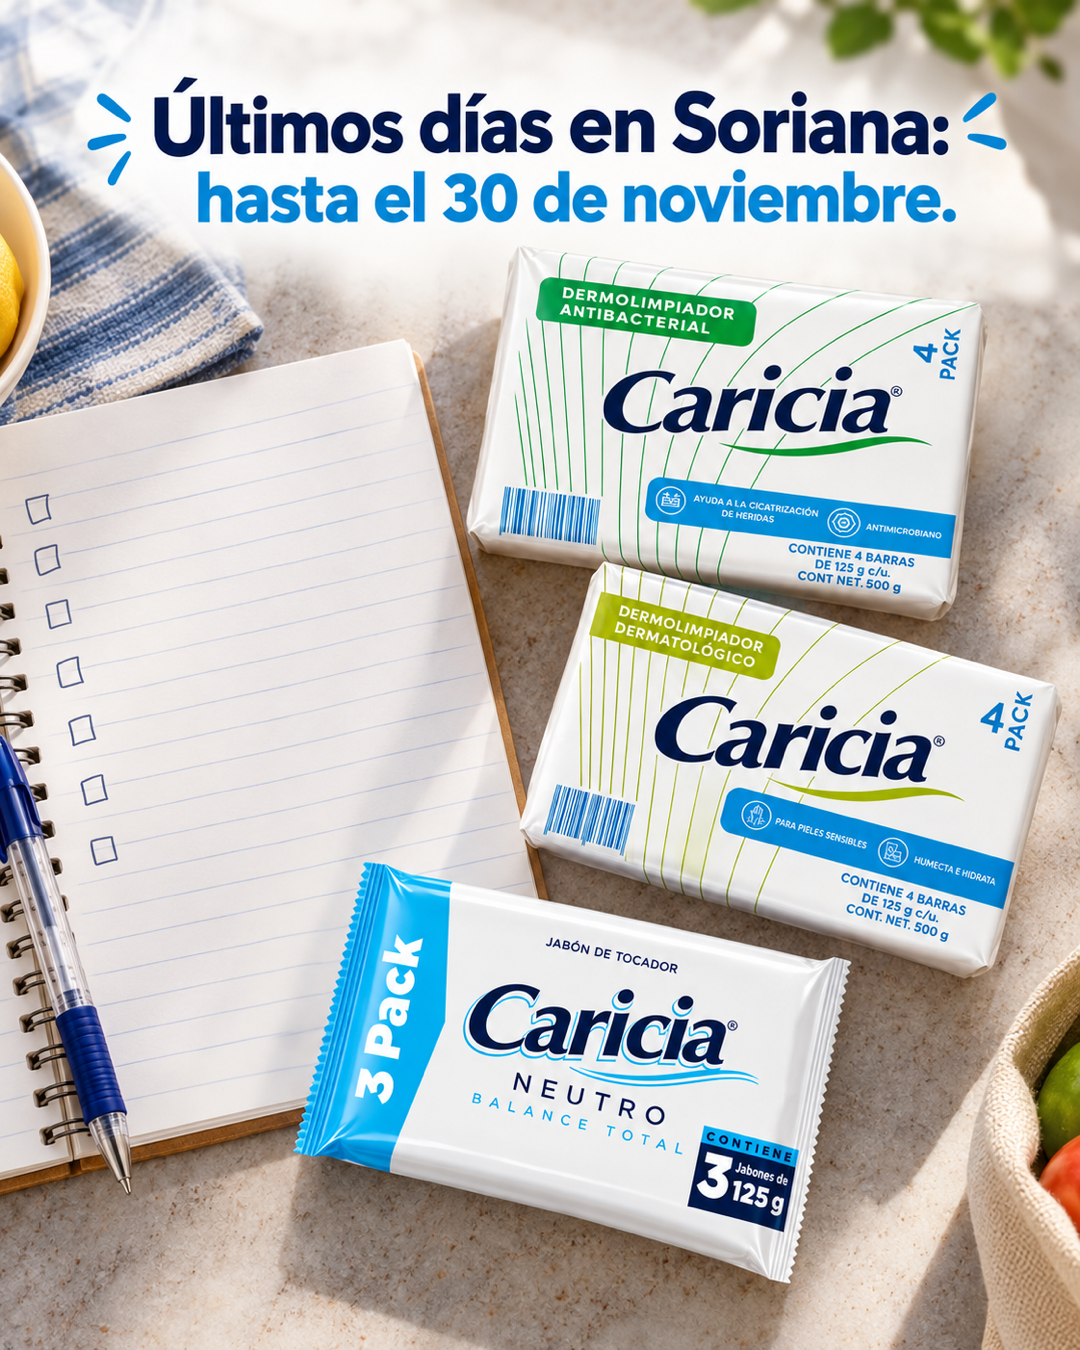 Últimos días en Soriana:
hasta el 30 de noviembre.
DERMOLIMPIADOR
ANTIBACTERIAL
4
PACK
Caricia®
AYUDA A LA CICATRIZACIÓN
DE HERIDAS
ANTIMICROBIANO
CONTIENE 4 BARRAS
DE 125 g c/u.
CONT NET. 500 g
DERMOLIMPIADOR
DERMATOLÓGICO
4
PACK
Caricia®
PARA PIELES SENSIBLES
HUMECTA E HIDRATA
CONTIENE 4 BARRAS
DE 125 g c/u.
CONT. NET. 500 g
3 Pack
JABÓN DE TOCADOR
Caricia®
NEUTRO
BALANCE TOTAL
CONTIENE
3 Jabones de
125 g